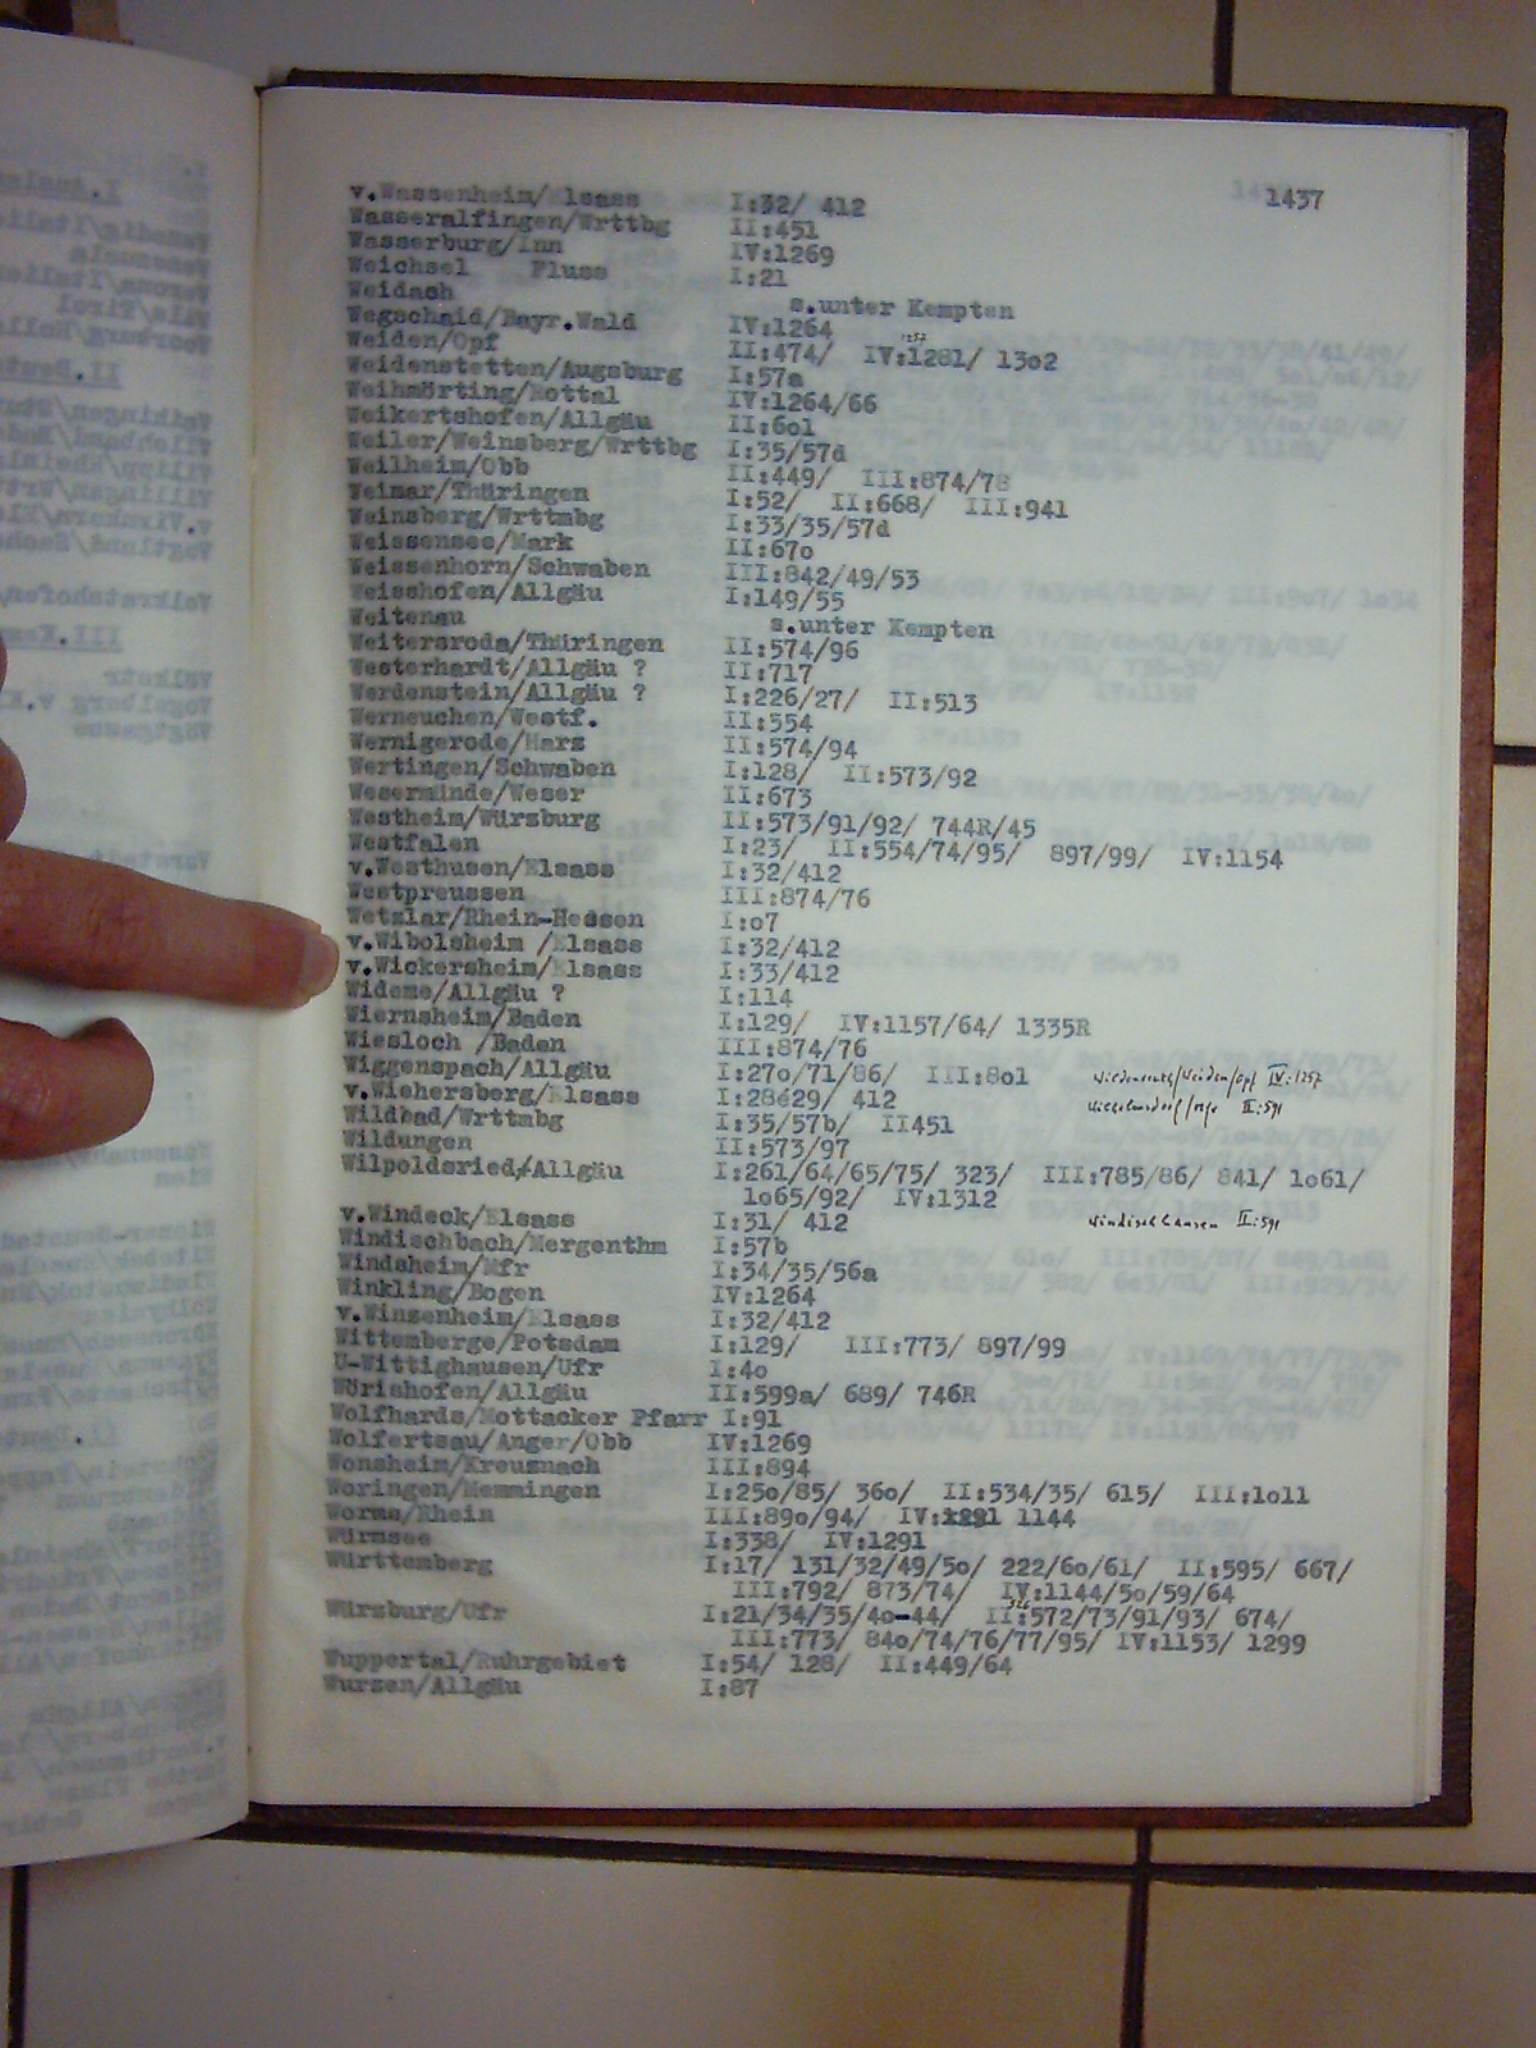 1437
v.Wassenheim/Elsass I:32/ 412
Wasseralfingen/Wrttbg II:451
Wasserburg/Inn IV:1269
Weichsel Fluss I:21
Weidach s.unter Kempten
Wegscheid/Bayr.Wald IV:1264
Weiden/Opf II:474/ IV:1281/ 13o2
Weidenstetten/Augsburg I:57a
Weihmörting/Rottal IV:1264/66
Weikertshofen/Allgäu II:6o1
Weiler/Weinsberg/Wrttbg I:35/57d
Weilheim/Obb II:449/ III:874/78
Weimar/Thüringen I:52/ II:668/ III:941
Weinsberg/Wrttmbg I:33/35/57d
Weissensee/Mark II:67o
Weissenhorn/Schwaben III:842/49/53
Weisshofen/Allgäu I:149/55
Weitenau s.unter Kempten
Weitersroda/Thüringen II:574/96
Westerhardt/Allgäu ? II:717
Werdenstein/Allgäu ? I:226/27/ II:513
Werneuchen/Westf. II:554
Wernigerode/Harz II:574/94
Wertingen/Schwaben I:128/ II:573/92
Wesermünde/Weser II:673
Westheim/Würzburg II:573/91/92/ 744R/45
Westfalen I:23/ II:554/74/95/ 897/99/ IV:1154
v.Westhusen/Elsass I:32/412
Westpreussen III:874/76
Wetzlar/Rhein-Hessen I:o7
v.Wibolsheim /Elsass I:32/412
v.Wickersheim/Elsass I:33/412
Wideme/Allgäu ? I:114
Wiernsheim/Baden I:129/ IV:1157/64/ 1335R
Wiesloch /Baden III:874/76
Wiggenspach/Allgäu I:27o/71/86/ III:8o1 IV:1257
v.Wiehersberg/Elsass I:28629/ 412 II:591
Wildbad/Wrttmbg I:35/57b/ II451
Wildungen II:573/97
Wilpoldsried/Allgäu I:261/64/65/75/ 323/ III:785/86/ 841/ 1o61/
1o65/92/ IV:1312
v.Windeck/Elsass I:31/ 412 Windischhausen II:591
Windischbach/Mergenthm I:57b
Windsheim/Mfr I:34/35/56a
Winkling/Bogen IV:1264
v.Winzenheim/Elsass I:32/412
Wittemberge/Potsdam I:129/ III:773/ 897/99
U-Wittighausen/Ufr I:4o
Wörishofen/Allgäu II:599a/ 689/ 746R
Wolfhards/Mottacker Pfarr I:91
Wolfertsau/Anger/Obb IV:1269
Wonsheim/Kreuznach III:894
Woringen/Memmingen I:25o/85/ 36o/ II:534/35/ 615/ III:1o11
Worms/Rhein III:89o/94/ IV: 1144
Würmsee I:338/ IV:1291
Württemberg I:17/ 131/32/49/5o/ 222/6o/61/ II:595/ 667/
III:792/ 873/74/ IV:1144/5o/59/64
Würzburg/Ufr I:21/34/35/4o-44/ II:572/73/91/93/ 674/
III:773/ 84o/74/76/77/95/ IV:1153/ 1299
Wuppertal/Ruhrgebiet I:54/ 128/ II:449/64
Wurzen/Allgäu I:87